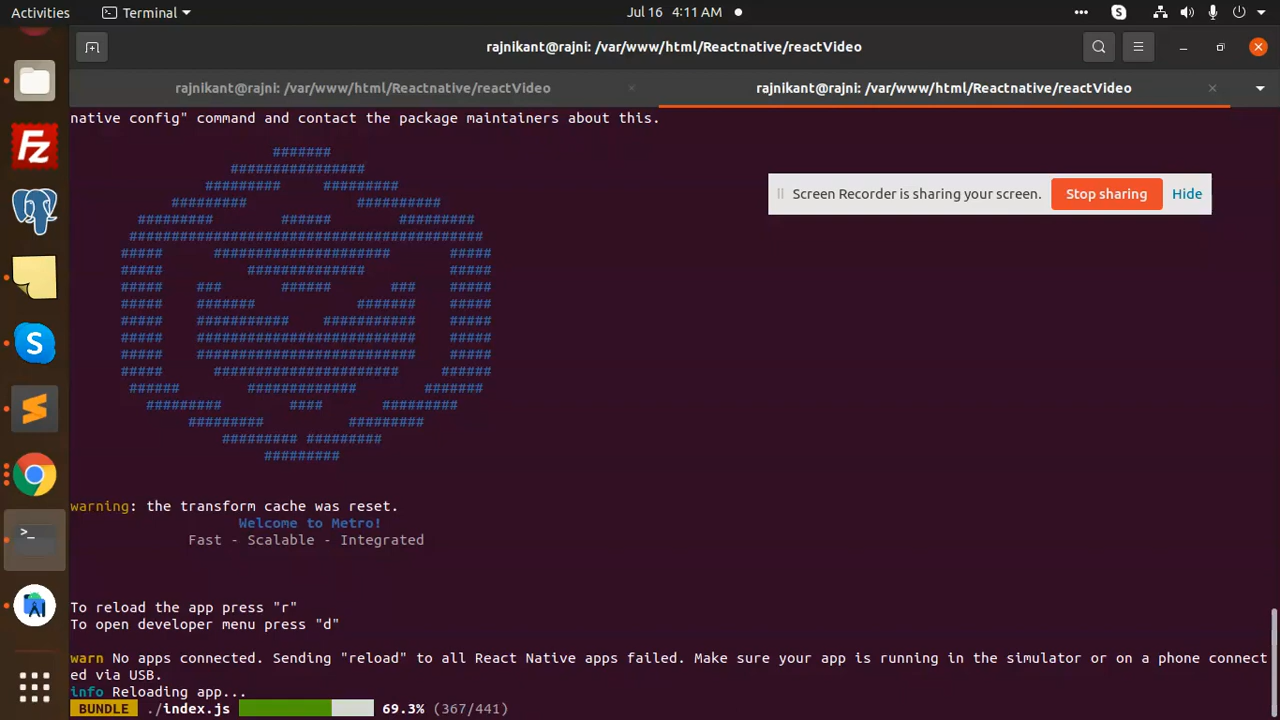 Activities
Terminal
Jul 16 4:11 AM
rajnikant@rajni: /var/www/html/Reactnative/reactVideo
rajnikant@rajni: /var/www/html/Reactnative/reactVideo
rajnikant@rajni: /var/www/html/Reactnative/reactVideo
native config" command and contact the package maintainers about this.
#######
################
######### #########
######### ##########
######### ###### #########
##########################################
##### ##################### #####
##### ############## #####
##### ### ###### ### #####
##### ####### ####### #####
##### ########### ########### #####
##### ########################## #####
##### ########################## #####
##### ###################### ######
###### ############# #######
######### #### #########
######### #########
######### #########
#########
Screen Recorder is sharing your screen.
Stop sharing
Hide
warning: the transform cache was reset.
Welcome to Metro!
Fast - Scalable - Integrated
To reload the app press "r"
To open developer menu press "d"
warn No apps connected. Sending "reload" to all React Native apps failed. Make sure your app is running in the simulator or on a phone connect
ed via USB.
info Reloading app...
BUNDLE ./index.js 69.3% (367/441)